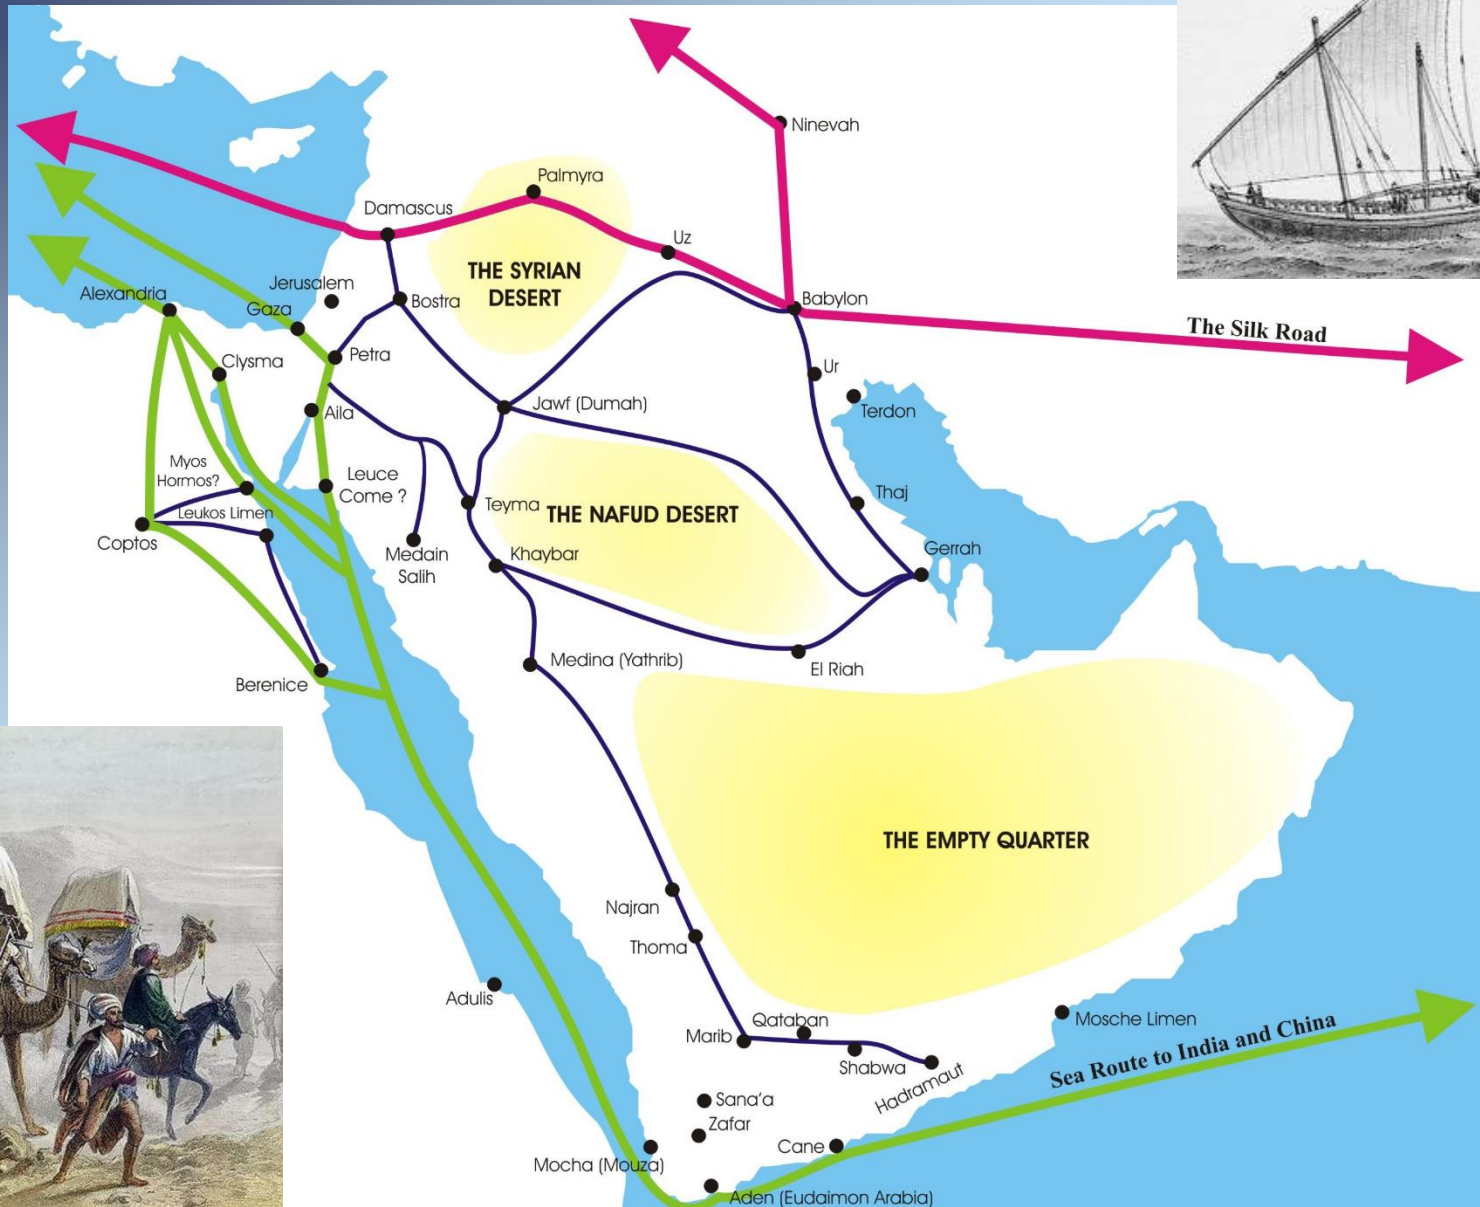 Ninevah
Palmyra
Damascus
Uz
THE SYRIAN
DESERT
Jerusalem
Alexandria
Gaza
Bostra
Babylon
The Silk Road
Petra
Clysma
Ur
Aila
Jawf (Dumah)
Terdon
Myos
Hormos?
Leuce
Come ?
Leukos Limen
Coptos
Teyma
THE NAFUD DESERT
Thaj
Medain
Salih
Khaybar
Gerrah
Medina (Yathrib)
El Riah
Berenice
THE EMPTY QUARTER
Najran
Thoma
Adulis
Marib
Qataban
Shabwa
Hadramaut
Mosche Limen
Sea Route to India and China
Sana'a
Zafar
Mocha (Mouza)
Cane
Aden (Eudaimon Arabia)